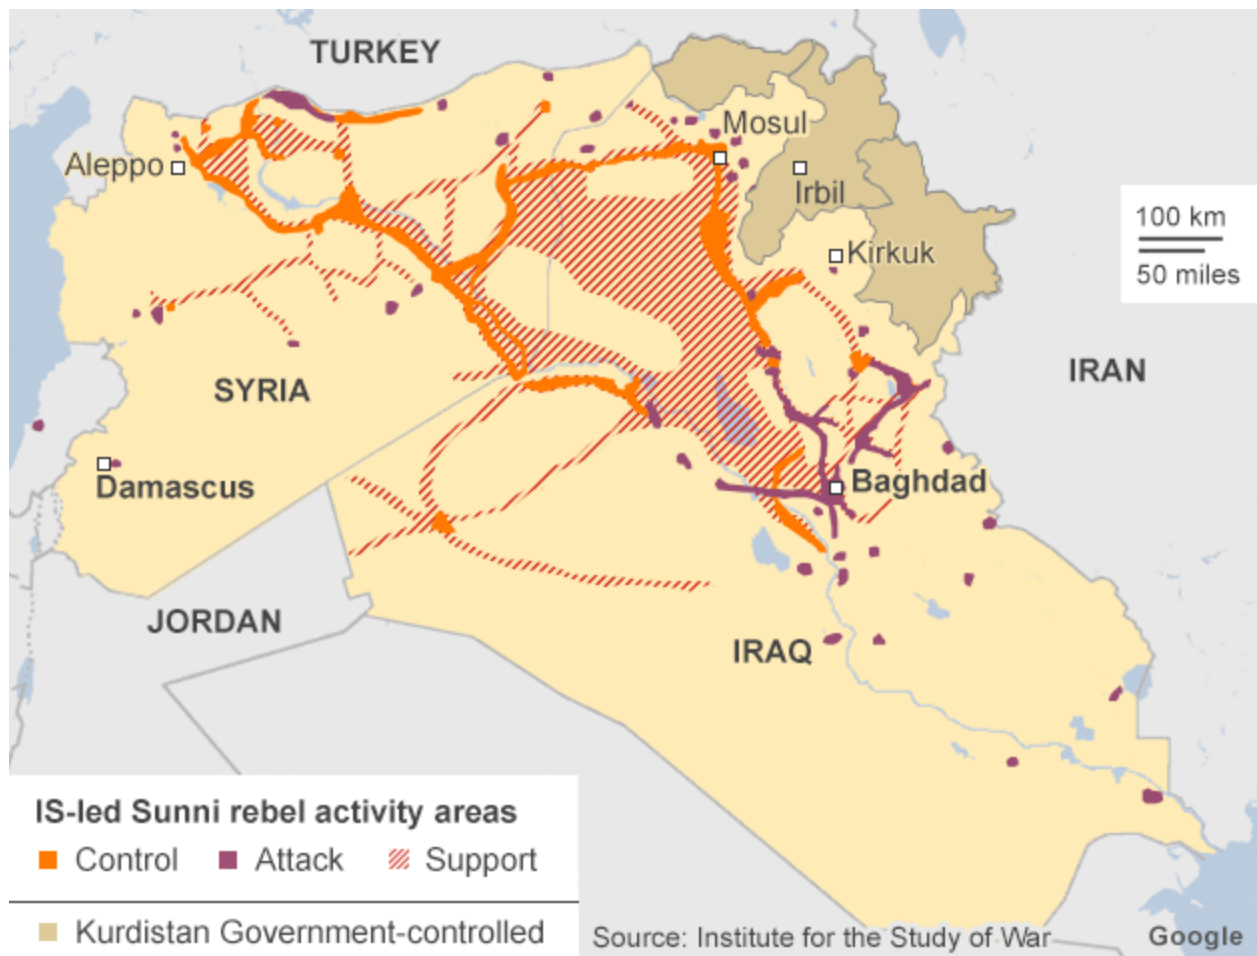 TURKEY
Mosul
Aleppo
Irbil
100 km
50 miles
Kirkuk
IRAN
SYRIA
Damascus
Baghdad
JORDAN
IRAQ
IS-led Sunni rebel activity areas
Control Attack Support
Kurdistan Government-controlled
Source: Institute for the Study of War
Google